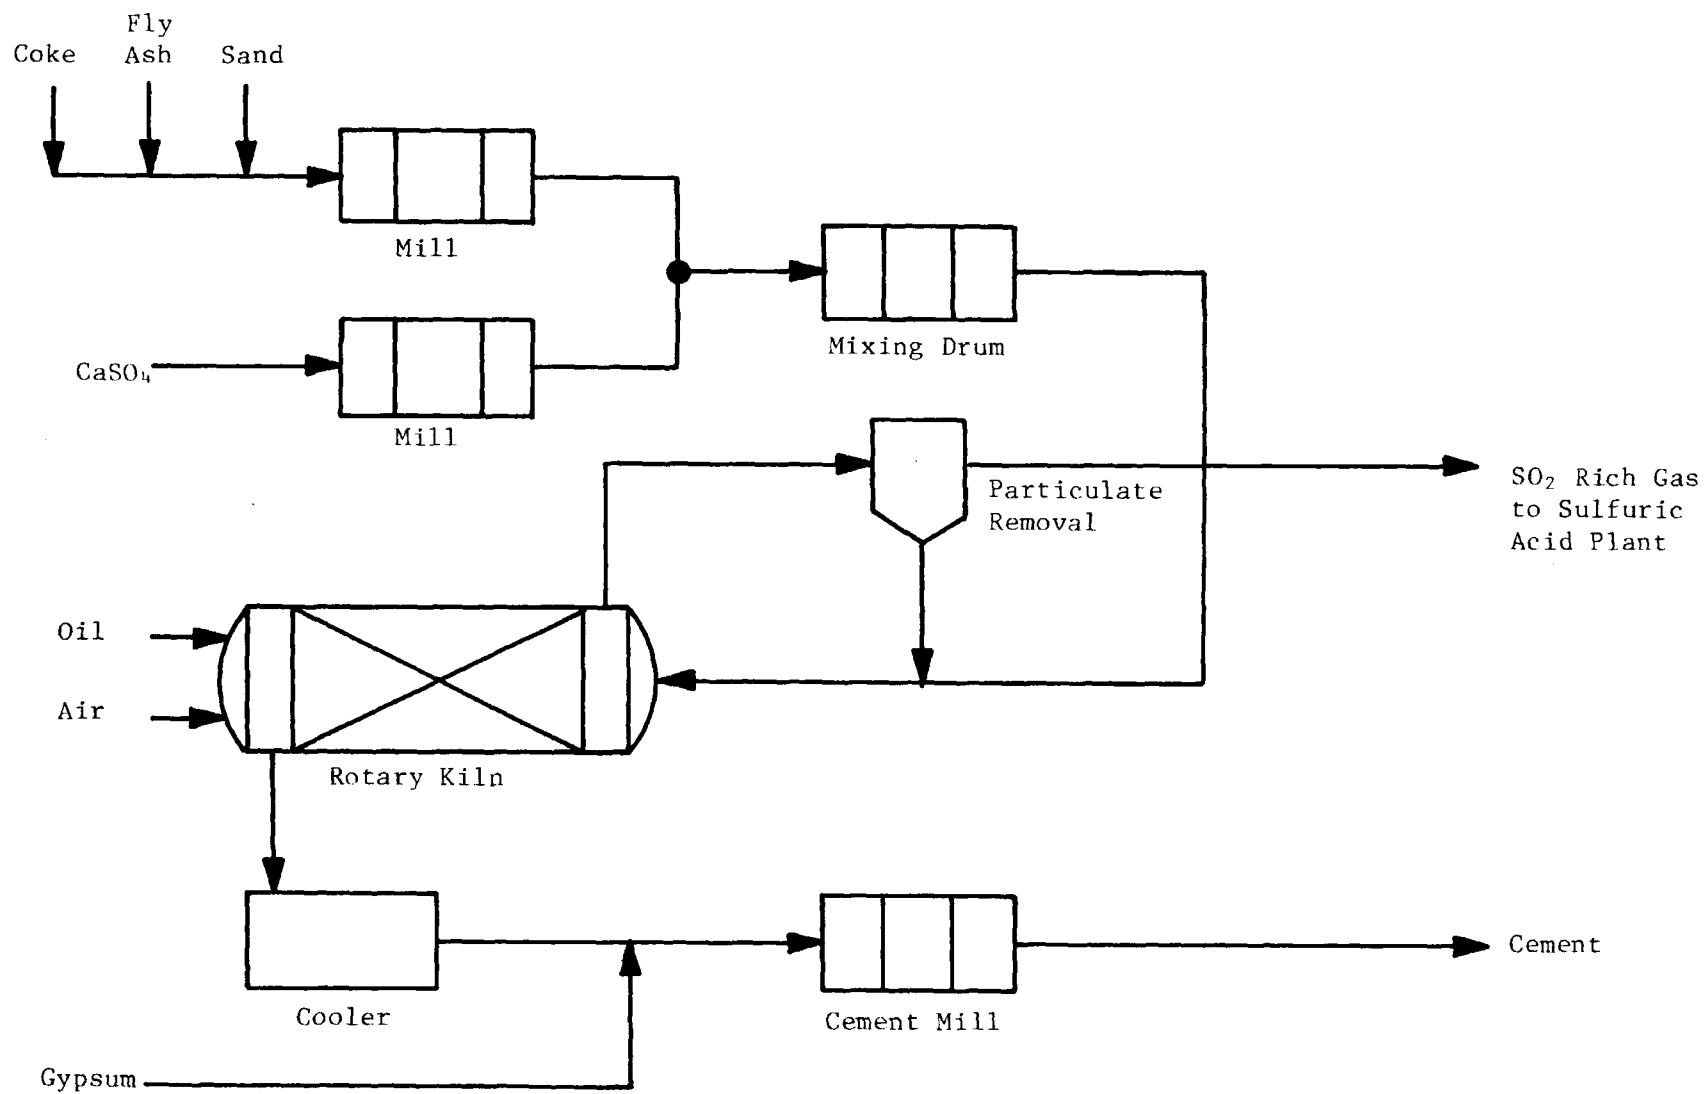 Fly
Coke Ash Sand
Mill
Mixing Drum
CaSO₄
Mill
Particulate
Removal
SO₂ Rich Gas
to Sulfuric
Acid Plant
Oil
Air
Rotary Kiln
Cement
Cooler
Cement Mill
Gypsum